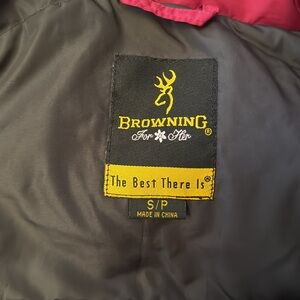 BROWNING®
For Her
The Best There Is®
S/P
MADE IN CHINA